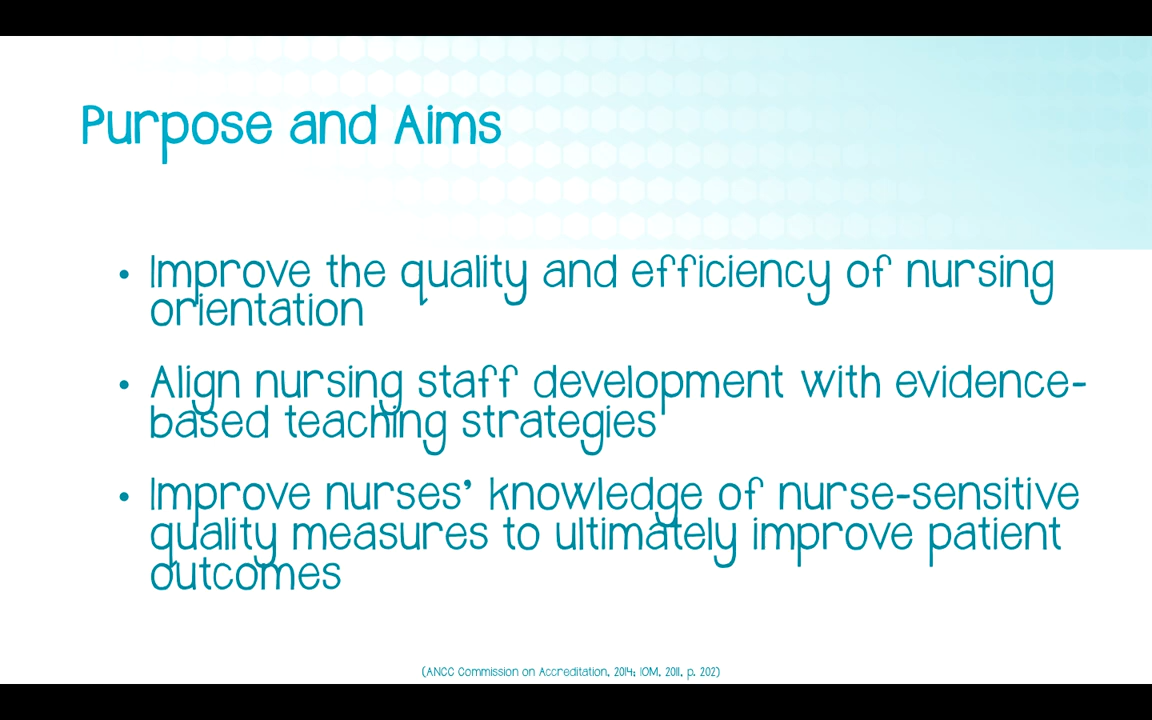 Purpose and Aims
• Improve the quality and efficiency of nursing
orientation
• Align nursing staff development with evidence-
based teaching strategies
• Improve nurses’ knowledge of nurse-sensitive
quality measures to ultimately improve patient
outcomes
(ANCC Commission on Accreditation, 2014; IOM, 2011, p. 202)